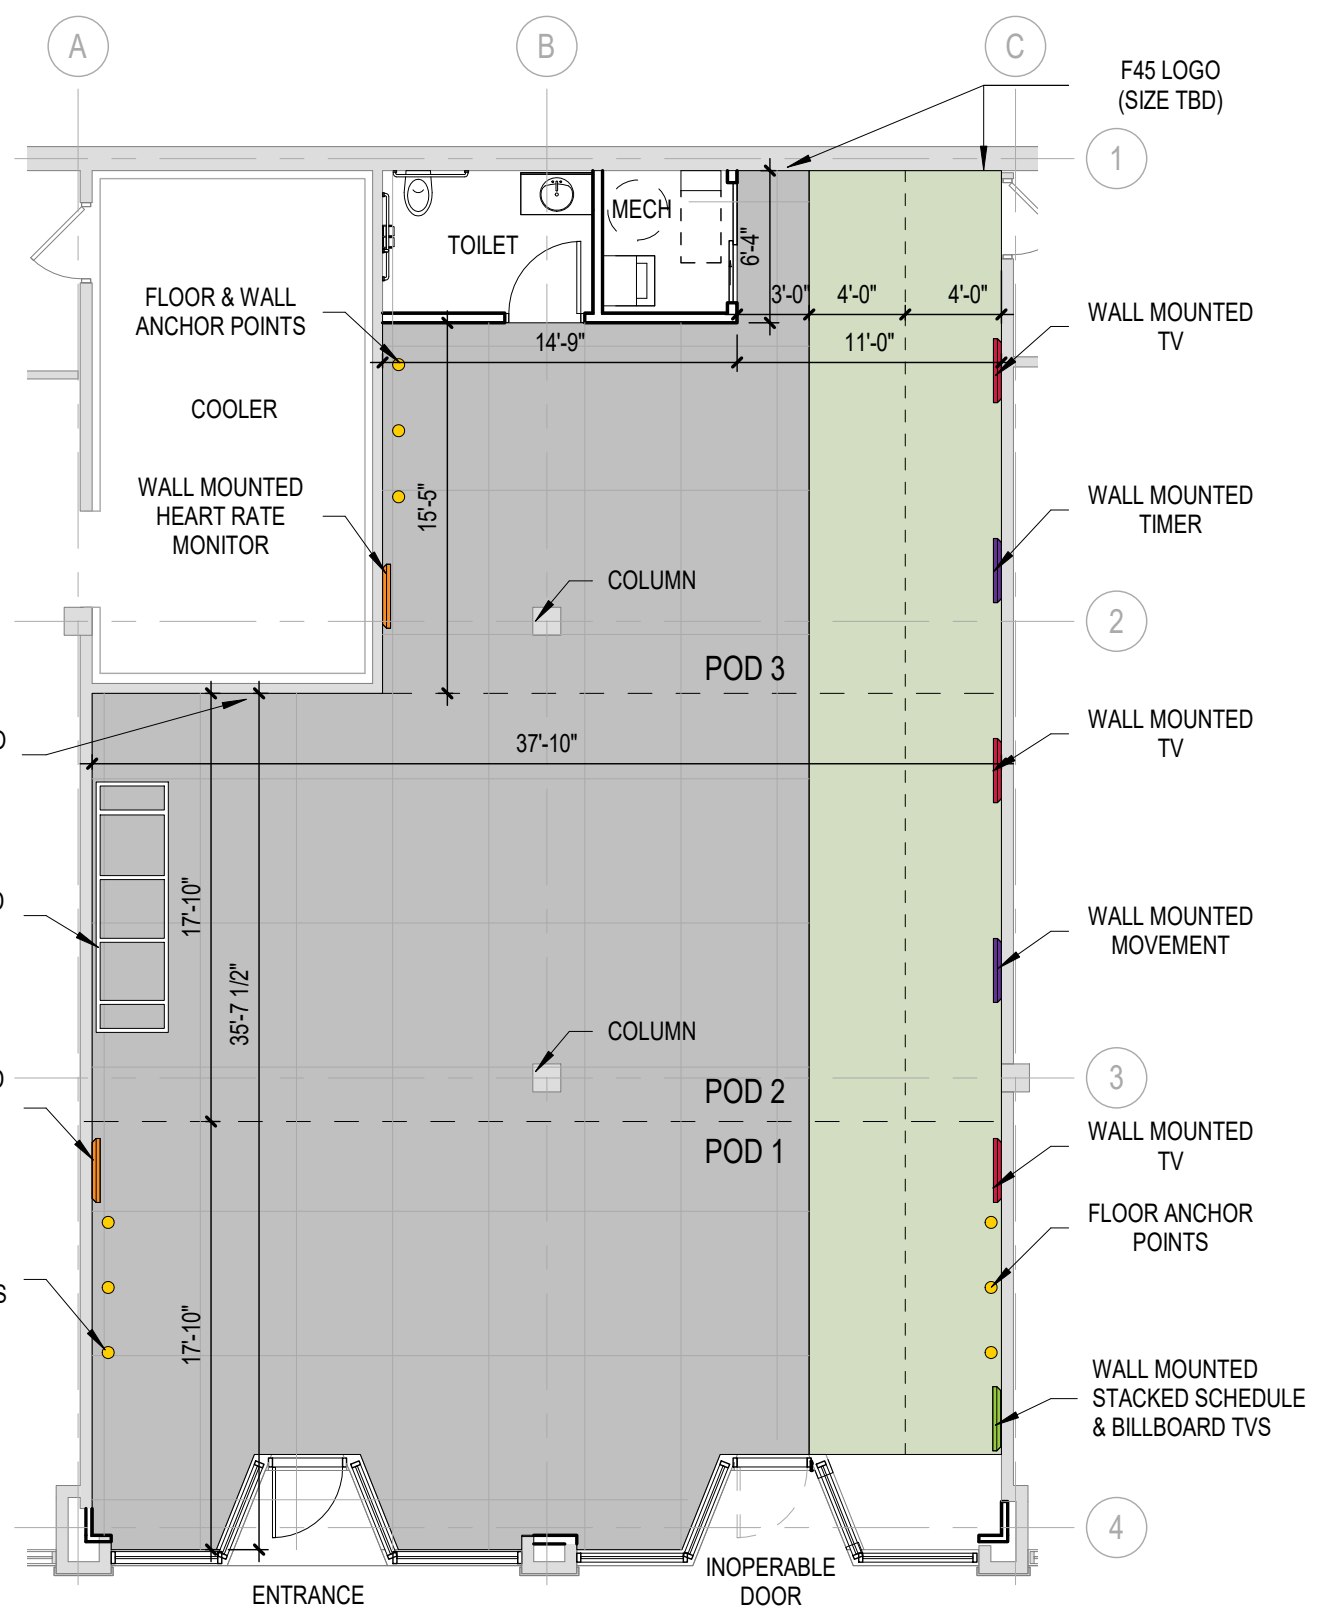 A
B
C
F45 LOGO
(SIZE TBD)
1
MECH
TOILET
6'-4"
3'-0"
4'-0"
4'-0"
FLOOR & WALL
ANCHOR POINTS
WALL MOUNTED
TV
14'-9"
11'-0"
COOLER
WALL MOUNTED
HEART RATE
MONITOR
15'-5"
WALL MOUNTED
TIMER
COLUMN
2
POD 3
WALL MOUNTED
TV
D
37'-10"
17'-10"
D
WALL MOUNTED
MOVEMENT
35'-7 1/2"
COLUMN
D
3
POD 2
POD 1
WALL MOUNTED
TV
FLOOR ANCHOR
POINTS
S
17'-10"
WALL MOUNTED
STACKED SCHEDULE
& BILLBOARD TVS
4
ENTRANCE
INOPERABLE
DOOR